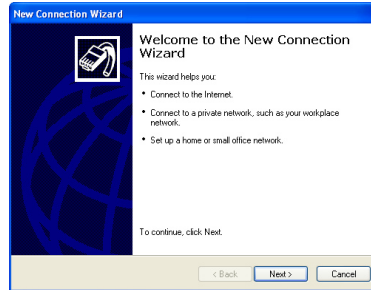 New Connection Wizard
Welcome to the New Connection
Wizard
This wizard helps you:
• Connect to the Internet.
• Connect to a private network, such as your workplace
network.
• Set up a home or small office network.
To continue, click Next.
< Back Next > Cancel